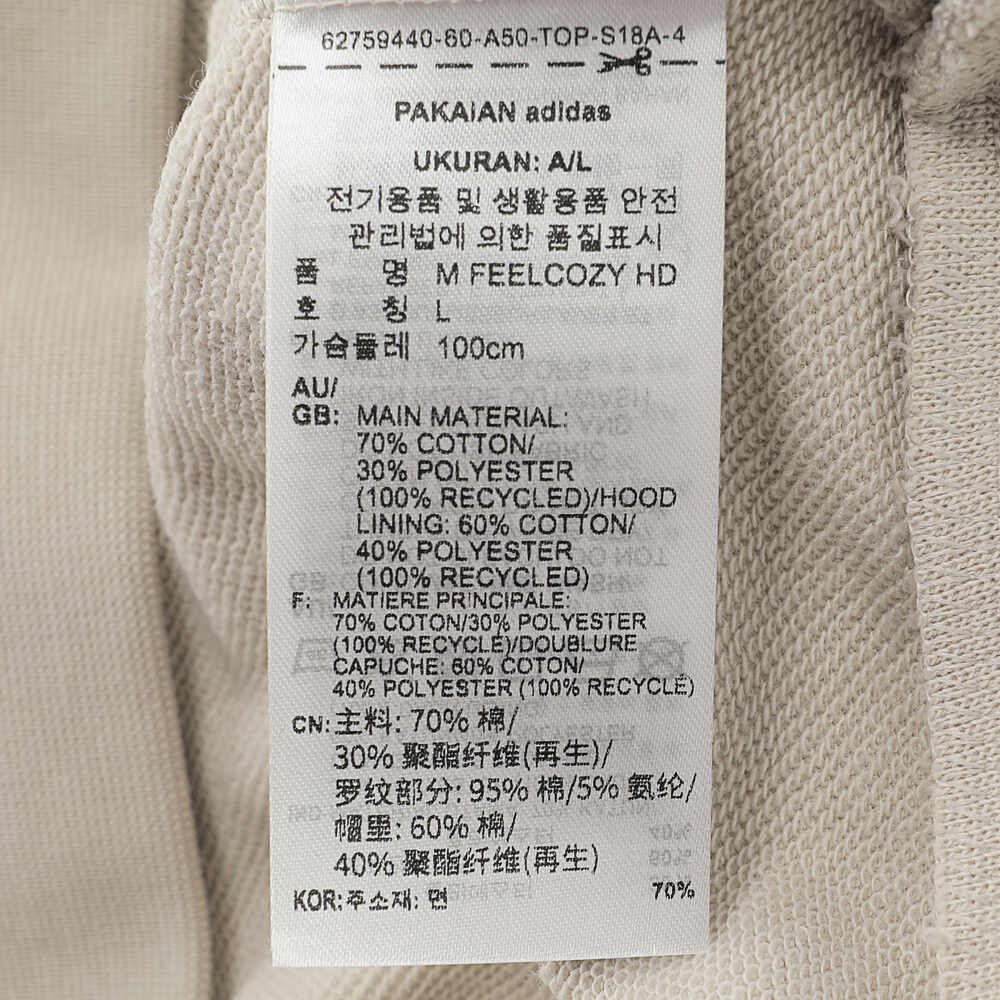 62759440-60-A50-TOP-S18A-4
PAKAIAN adidas
UKURAN: A/L
전기용품 및 생활용품 안전
관리법에 의한 품질표시
품 명 M FEELCOZY HD
호 칭 L
가슴둘레 100cm
AU/
GB: MAIN MATERIAL:
70% COTTON/
30% POLYESTER
(100% RECYCLED)/HOOD
LINING: 60% COTTON/
40% POLYESTER
(100% RECYCLED)
F: MATIERE PRINCIPALE:
70% COTON/30% POLYESTER
(100% RECYCLÉ)/DOUBLURE
CAPUCHE: 60% COTON/
40% POLYESTER (100% RECYCLÉ)
CN: 主料: 70% 棉/
30% 聚酯纤维(再生)/
罗纹部分: 95% 棉/5% 氨纶/
帽里: 60% 棉/
40% 聚酯纤维(再生)
KOR: 주소재: 면 70%